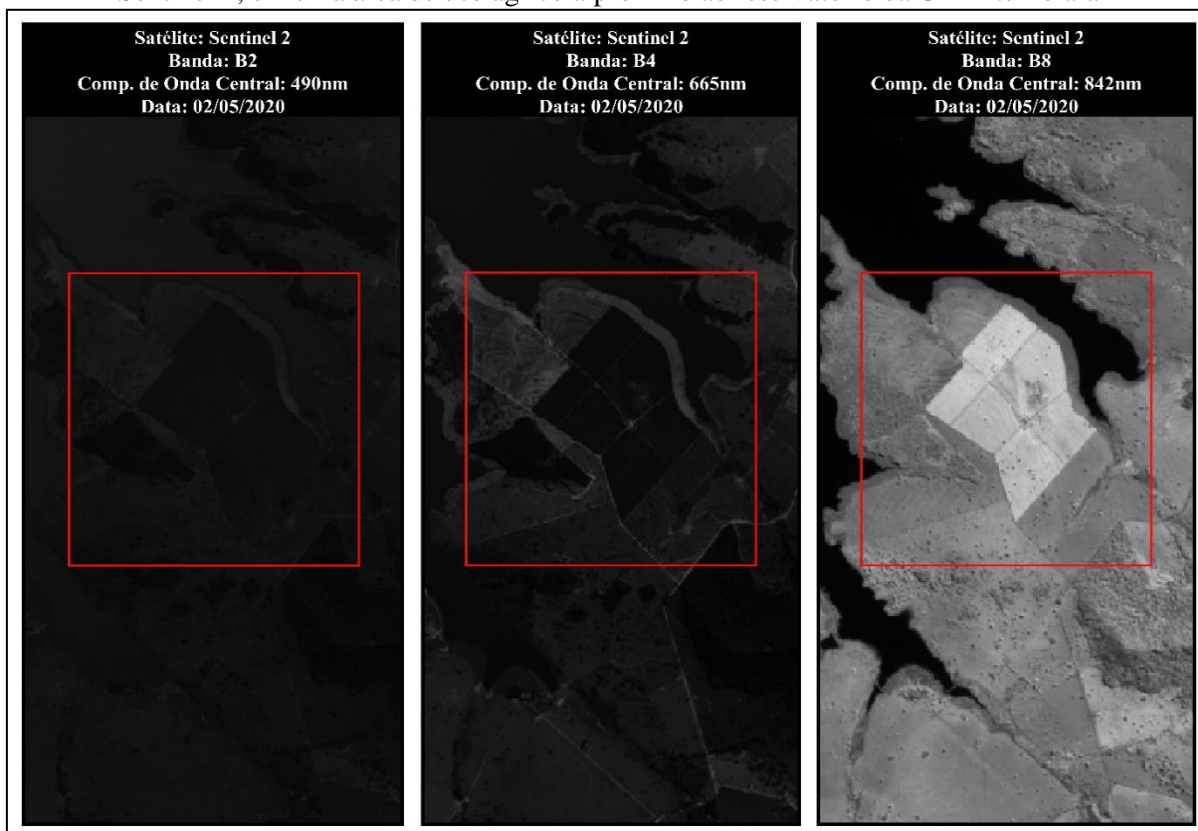 Satélite: Sentinel 2
Banda: B2
Comp. de Onda Central: 490nm
Data: 02/05/2020
Satélite: Sentinel 2
Banda: B4
Comp. de Onda Central: 665nm
Data: 02/05/2020
Satélite: Sentinel 2
Banda: B8
Comp. de Onda Central: 842nm
Data: 02/05/2020